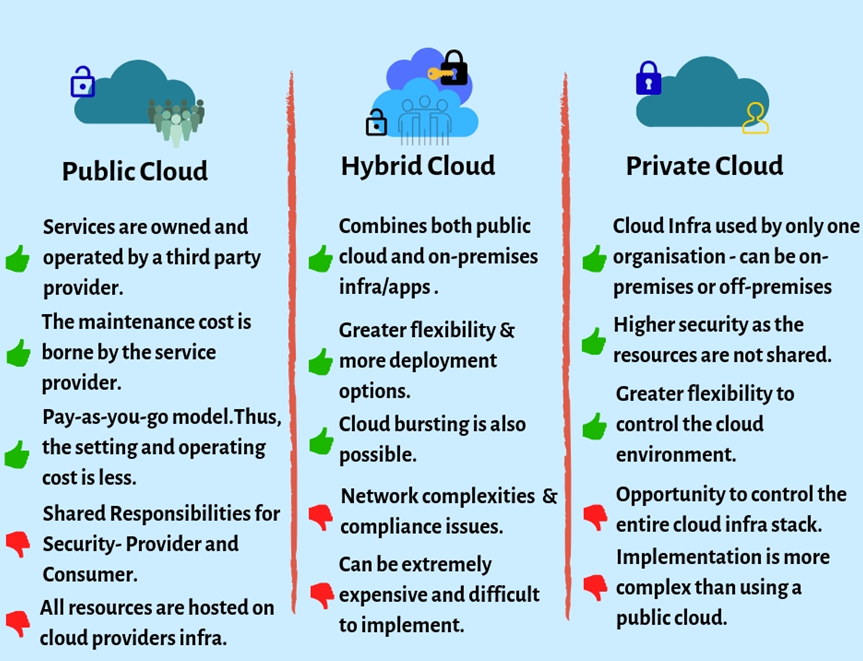 Public Cloud
Services are owned and
operated by a third party
provider.
The maintenance cost is
borne by the service
provider.
Pay-as-you-go model.Thus,
the setting and operating
cost is less.
Shared Responsibilities for
Security- Provider and
Consumer.
All resources are hosted on
cloud providers infra.
Hybrid Cloud
Combines both public
cloud and on-premises
infra/apps .
Greater flexibility &
more deployment
options.
Cloud bursting is also
possible.
Network complexities &
compliance issues.
Can be extremely
expensive and difficult
to implement.
Private Cloud
Cloud Infra used by only one
organisation - can be on-
premises or off-premises
Higher security as the
resources are not shared.
Greater flexibility to
control the cloud
environment.
Opportunity to control the
entire cloud infra stack.
Implementation is more
complex than using a
public cloud.